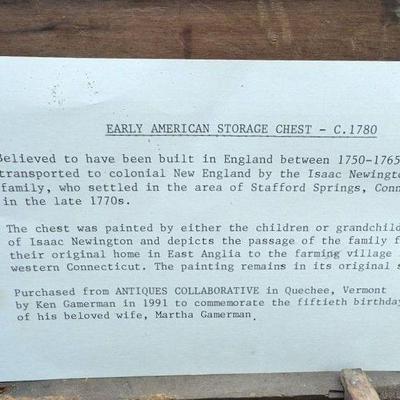 EARLY AMERICAN STORAGE CHEST - C.1780
Believed to have been built in England between 1750-1765
transported to colonial New England by the Isaac Newington
family, who settled in the area of Stafford Springs, Conn
in the late 1770s.
The chest was painted by either the children or grandchild
of Isaac Newington and depicts the passage of the family f
their original home in East Anglia to the farming village
western Connecticut. The painting remains in its original s
Purchased from ANTIQUES COLLABORATIVE in Quechee, Vermont
by Ken Gamerman in 1991 to commemorate the fiftieth birthday
of his beloved wife, Martha Gamerman.